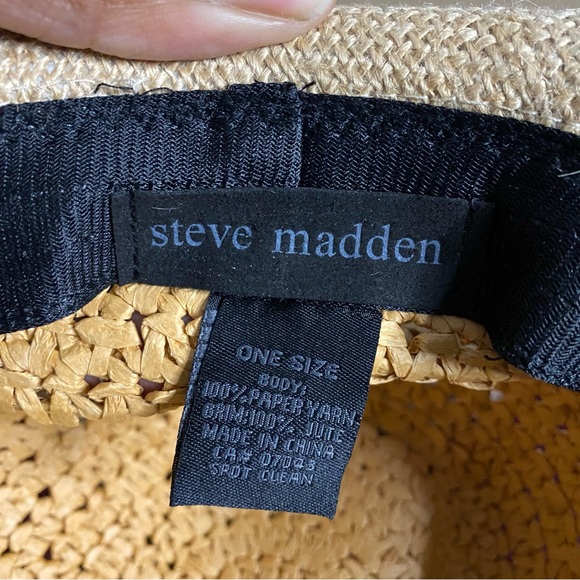 steve madden
ONE SIZE
BODY:
100% PAPER YARN
BRIM:100% JUTE
MADE IN CHINA
CA# 07043
SPOT CLEAN